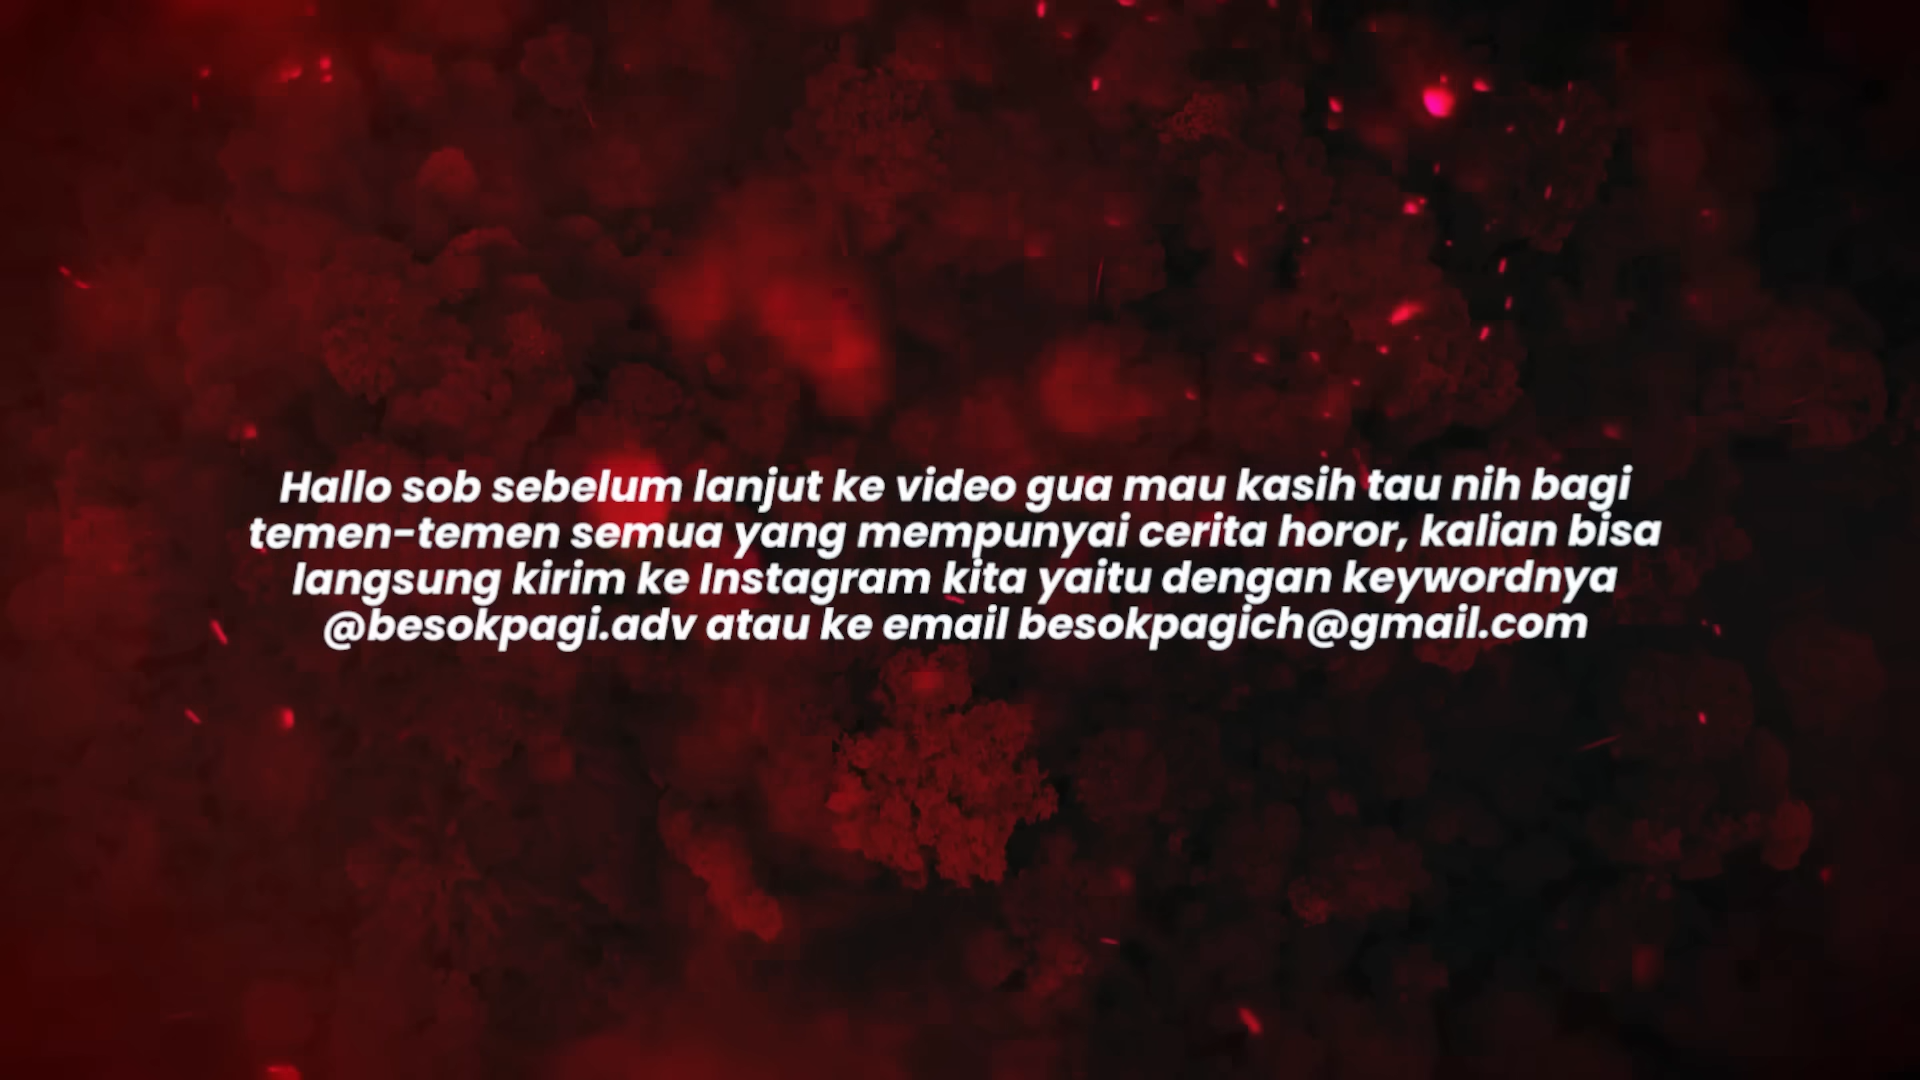 Hallo sob sebelum lanjut ke video gua mau kasih tau nih bagi
temen-temen semua yang mempunyai cerita horor, kalian bisa
langsung kirim ke Instagram kita yaitu dengan keywordnya
@besokpagi.adv atau ke email besokpagich@gmail.com